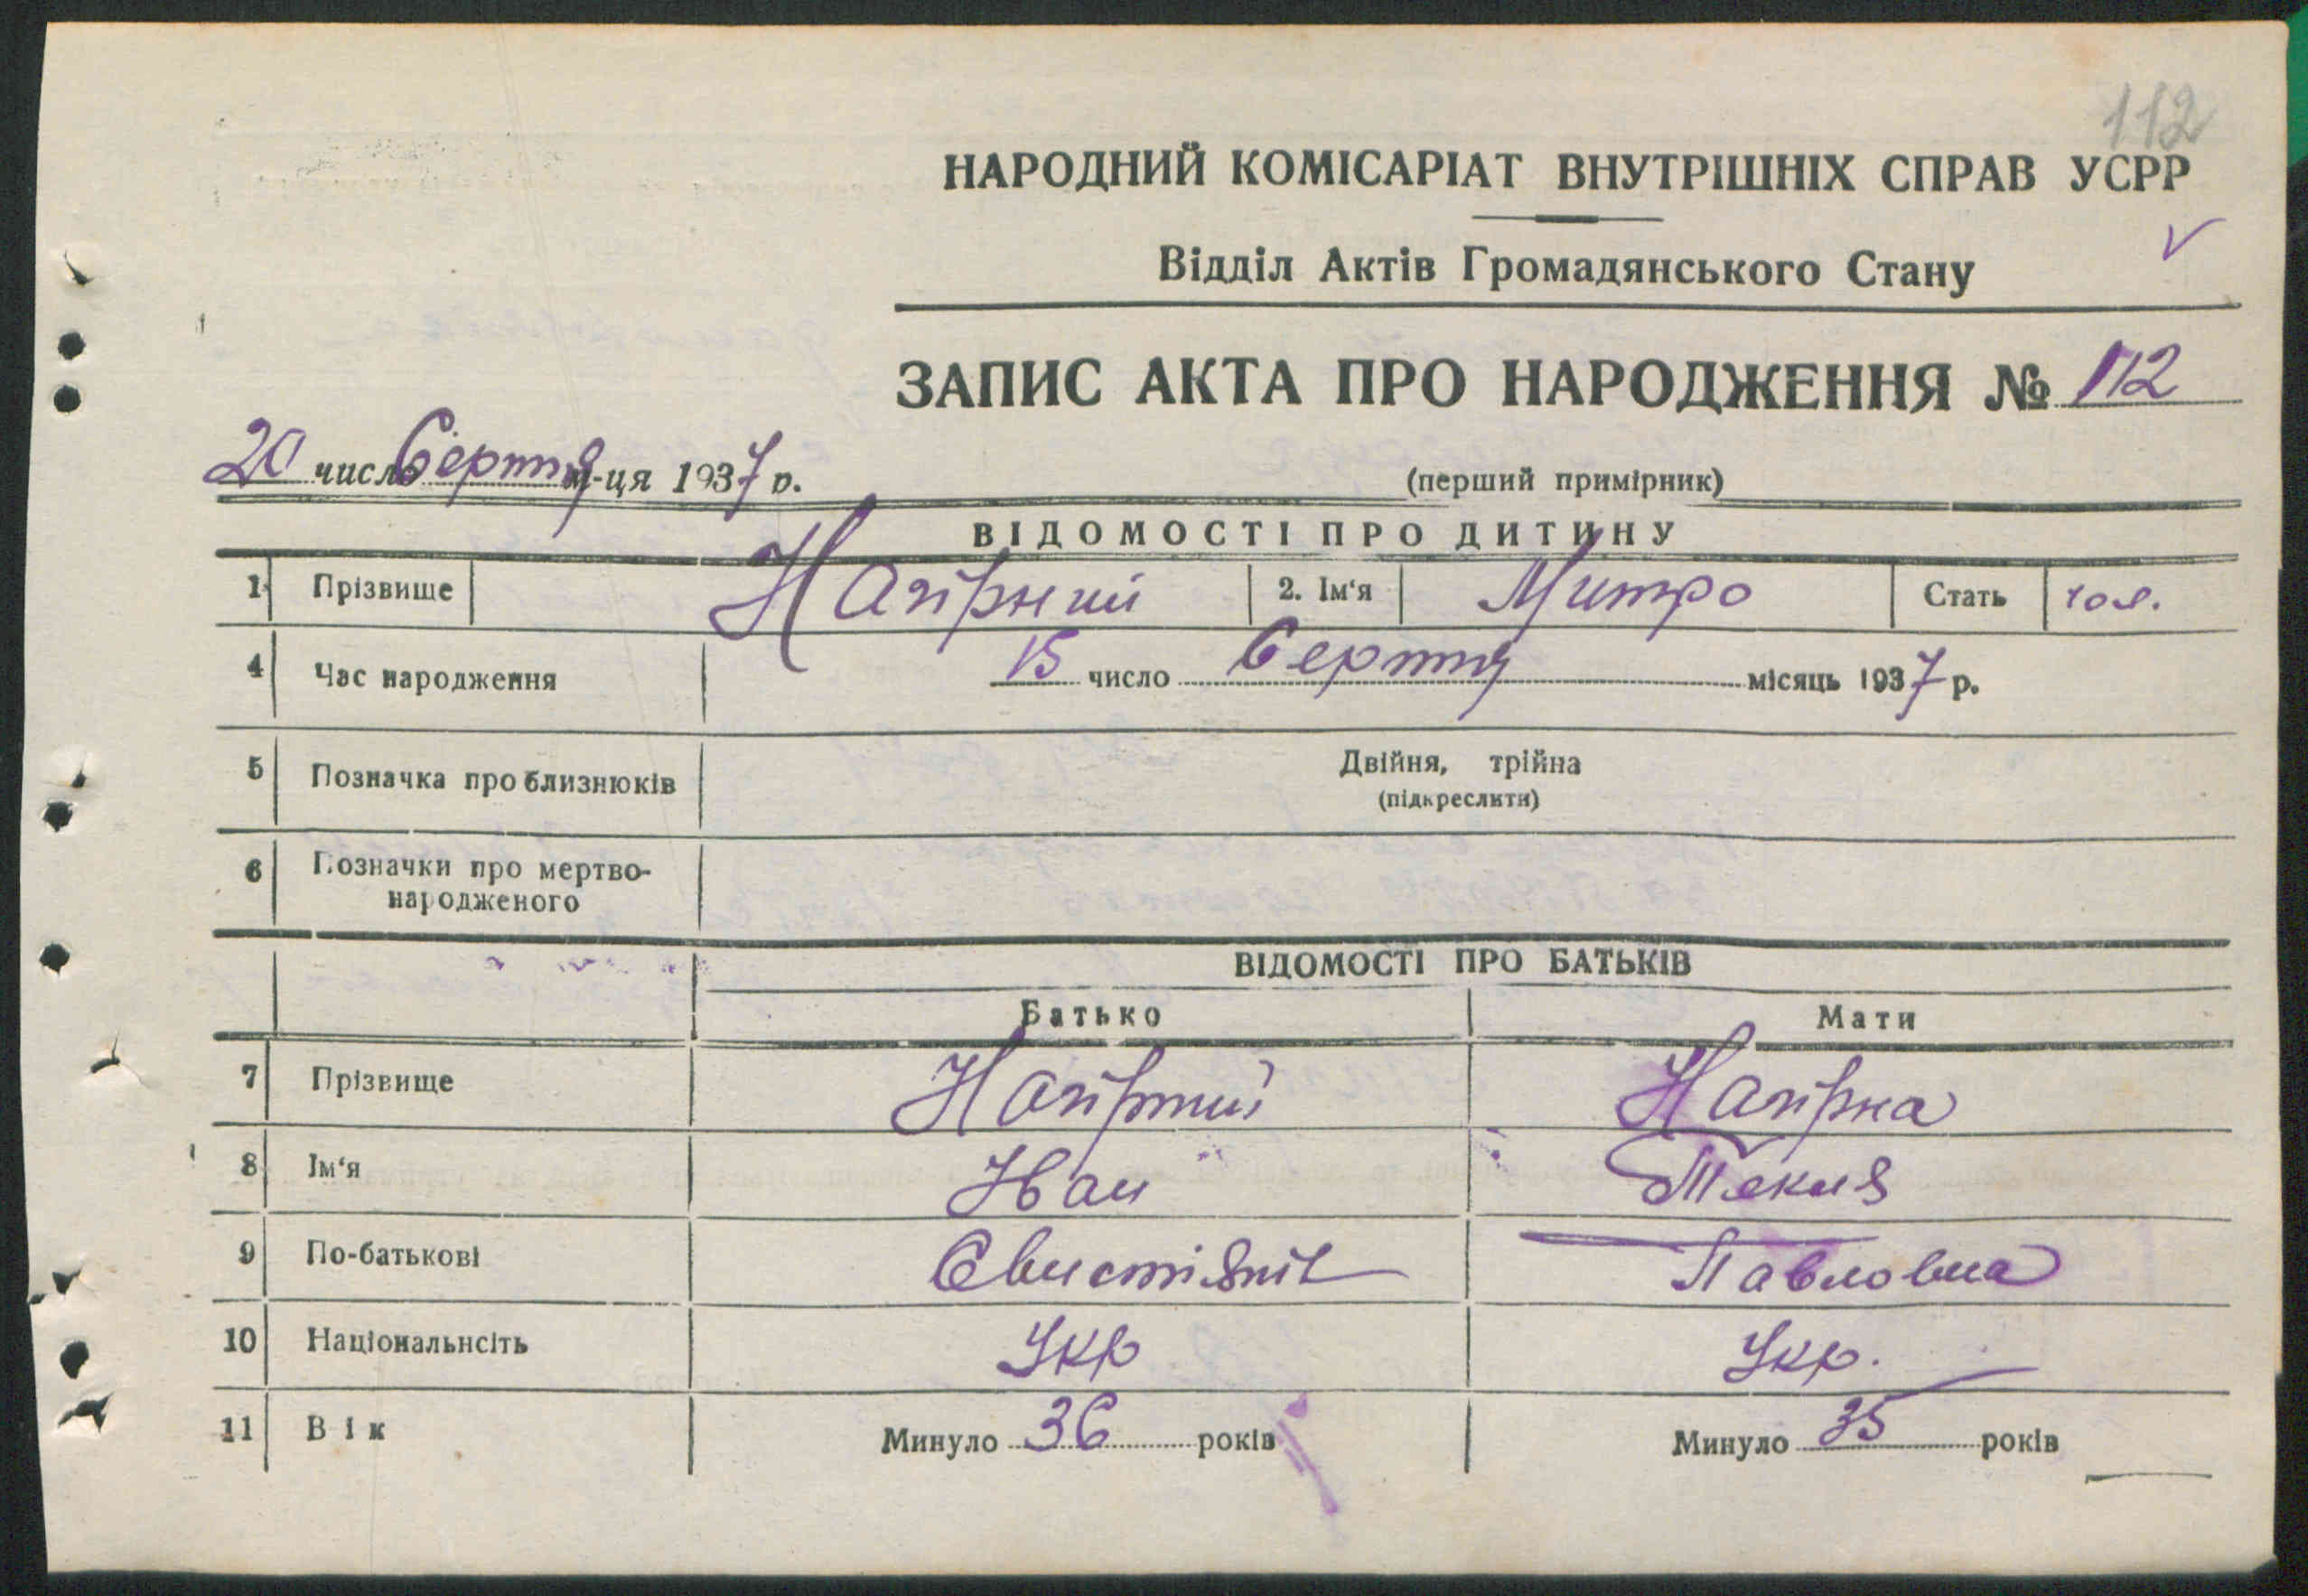 112
НАРОДНИЙ КОМІСАРІАТ ВНУТРІШНІХ СПРАВ УСРР
Відділ Актів Громадянського Стану
ЗАПИС АКТА ПРО НАРОДЖЕННЯ № 112
20 число Серпня м-ця 1937 р.
(перший примірник)
ВІДОМОСТІ ПРО ДИТИНУ
1 Прізвище Нагірний 2. Ім‘я Митро Стать чол.
4 Час народження 15 число Серпня місяць 1937 р.
5 Позначка про близнюків Двійня, трійна
(підкреслити)
6 Позначки про мертво-
народженого
ВІДОМОСТІ ПРО БАТЬКІВ
Батько Мати
7 Прізвище Нагірний Нагірна
8 Ім‘я Іван Текля
9 По-батькові Павловна
10 Національнсіть Укр Укр.
11 Вік Минуло 36 років Минуло 35 років